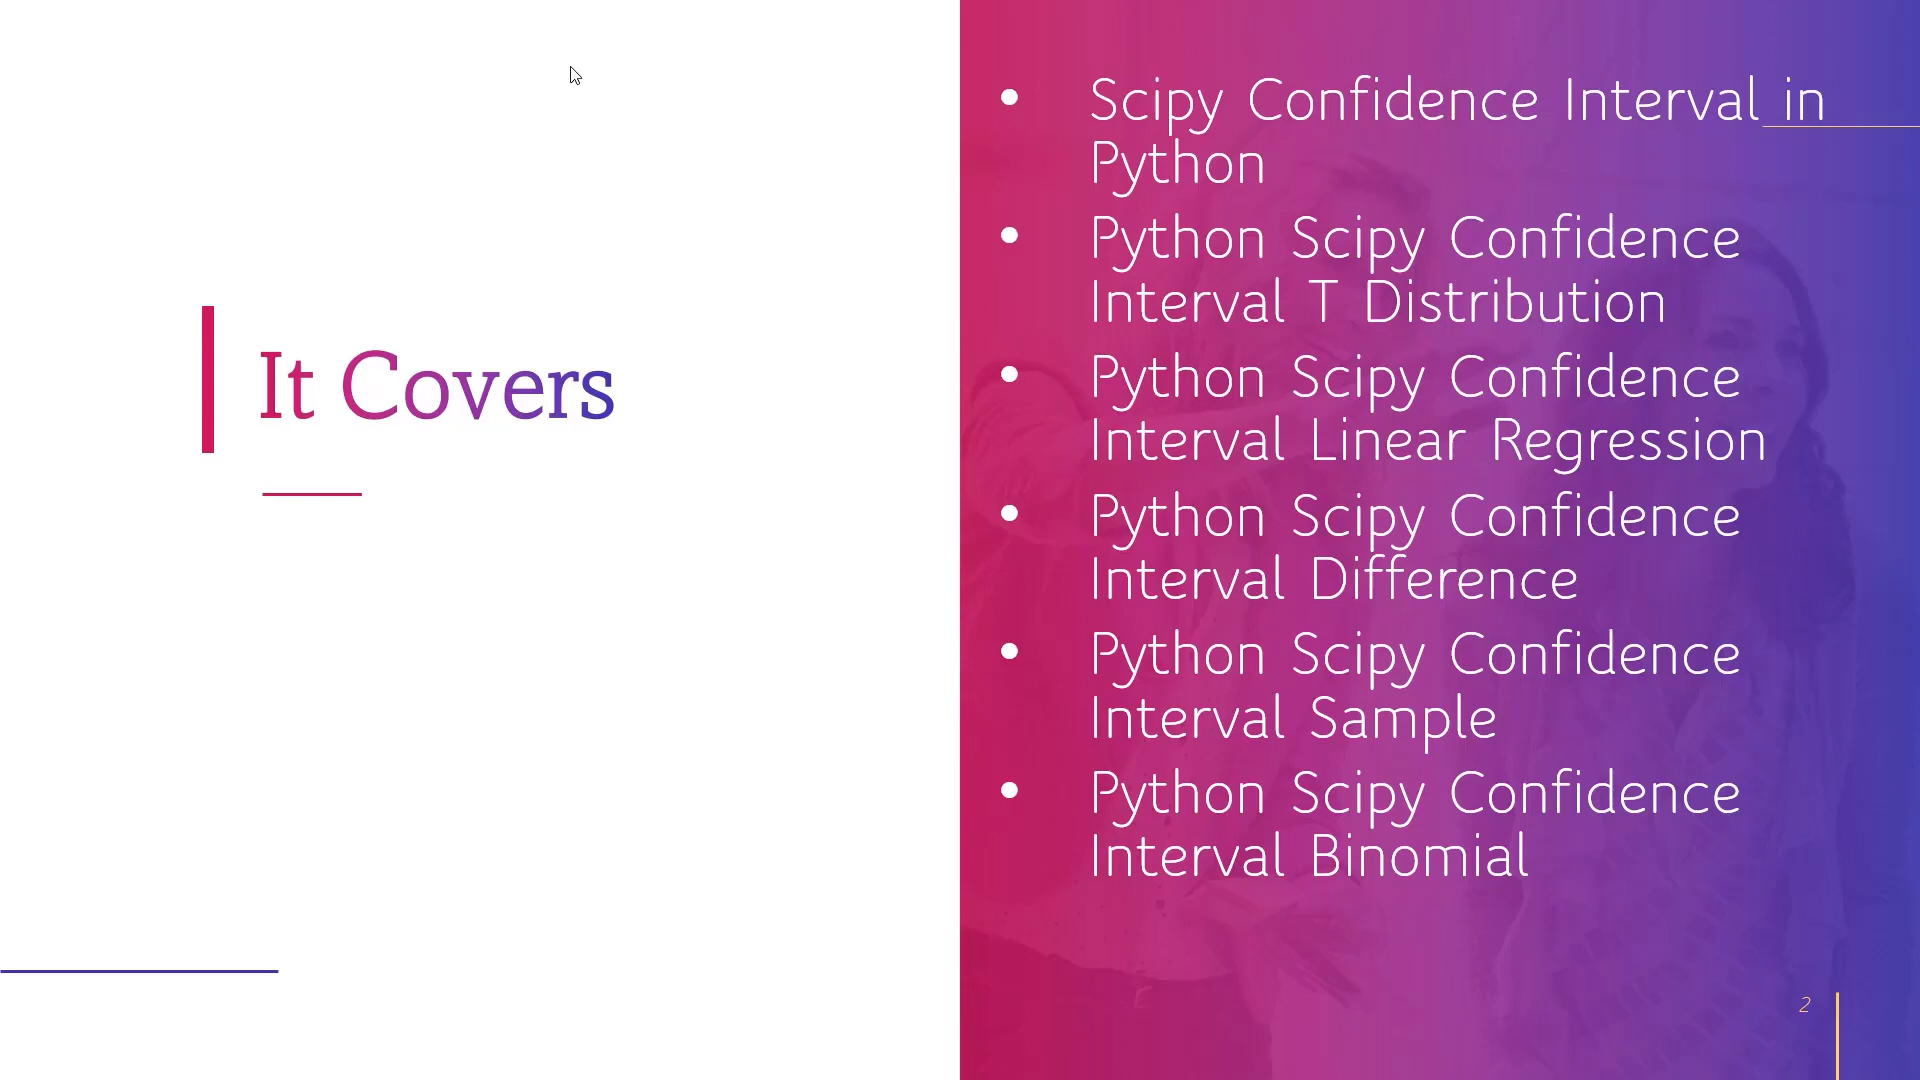 It Covers
• Scipy Confidence Interval in
Python
• Python Scipy Confidence
Interval T Distribution
• Python Scipy Confidence
Interval Linear Regression
• Python Scipy Confidence
Interval Difference
• Python Scipy Confidence
Interval Sample
• Python Scipy Confidence
Interval Binomial
2